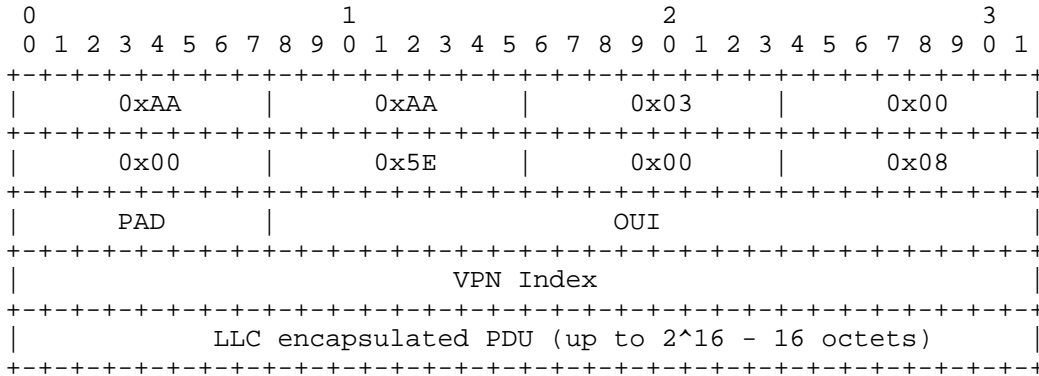 0                   1                   2                   3
 0 1 2 3 4 5 6 7 8 9 0 1 2 3 4 5 6 7 8 9 0 1 2 3 4 5 6 7 8 9 0 1
+-+-+-+-+-+-+-+-+-+-+-+-+-+-+-+-+-+-+-+-+-+-+-+-+-+-+-+-+-+-+-+-+
|      0xAA     |      0xAA     |      0x03     |      0x00     |
+-+-+-+-+-+-+-+-+-+-+-+-+-+-+-+-+-+-+-+-+-+-+-+-+-+-+-+-+-+-+-+-+
|      0x00     |      0x5E     |      0x00     |      0x08     |
+-+-+-+-+-+-+-+-+-+-+-+-+-+-+-+-+-+-+-+-+-+-+-+-+-+-+-+-+-+-+-+-+
|      PAD      |                     OUI                       |
+-+-+-+-+-+-+-+-+-+-+-+-+-+-+-+-+-+-+-+-+-+-+-+-+-+-+-+-+-+-+-+-+
|                           VPN Index                           |
+-+-+-+-+-+-+-+-+-+-+-+-+-+-+-+-+-+-+-+-+-+-+-+-+-+-+-+-+-+-+-+-+
|            LLC encapsulated PDU (up to 2^16 - 16 octets)      |
+-+-+-+-+-+-+-+-+-+-+-+-+-+-+-+-+-+-+-+-+-+-+-+-+-+-+-+-+-+-+-+-+